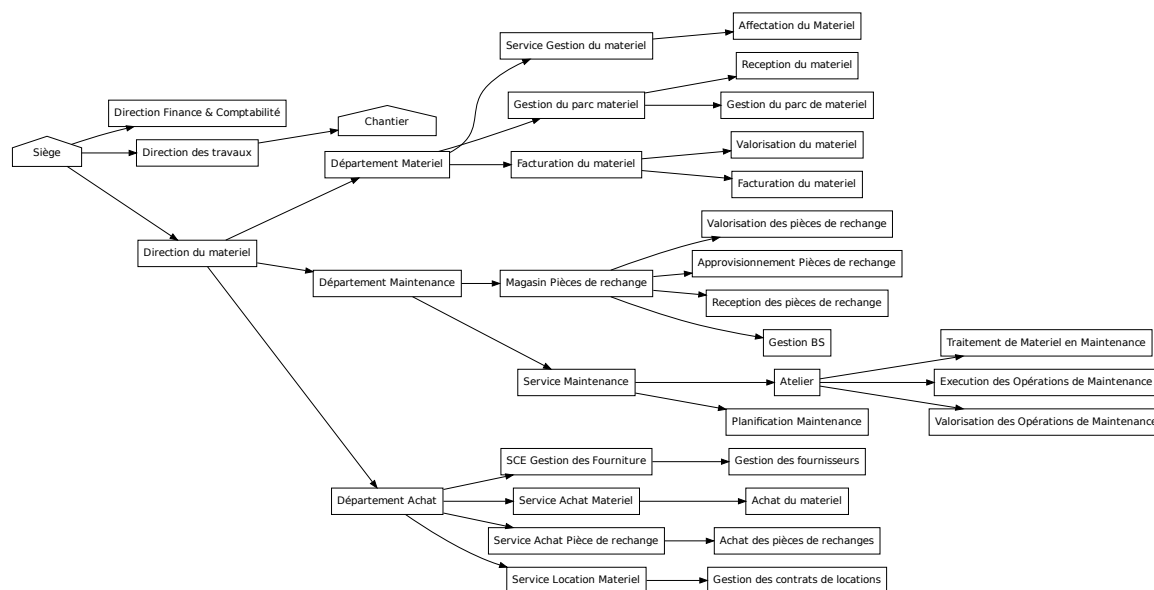 Siège
Direction Finance & Comptabilité
Direction des travaux
Chantier
Direction du materiel
Département Materiel
Service Gestion du materiel
Affectation du Materiel
Gestion du parc materiel
Reception du materiel
Gestion du parc de materiel
Facturation du materiel
Valorisation du materiel
Facturation du materiel
Département Maintenance
Magasin Pièces de rechange
Valorisation des pièces de rechange
Approvisionnement Pièces de rechange
Reception des pièces de rechange
Gestion BS
Service Maintenance
Atelier
Traitement de Materiel en Maintenance
Execution des Opérations de Maintenance
Valorisation des Opérations de Maintenance
Planification Maintenance
Département Achat
SCE Gestion des Fourniture
Gestion des fournisseurs
Service Achat Materiel
Achat du materiel
Service Achat Pièce de rechange
Achat des pièces de rechanges
Service Location Materiel
Gestion des contrats de locations